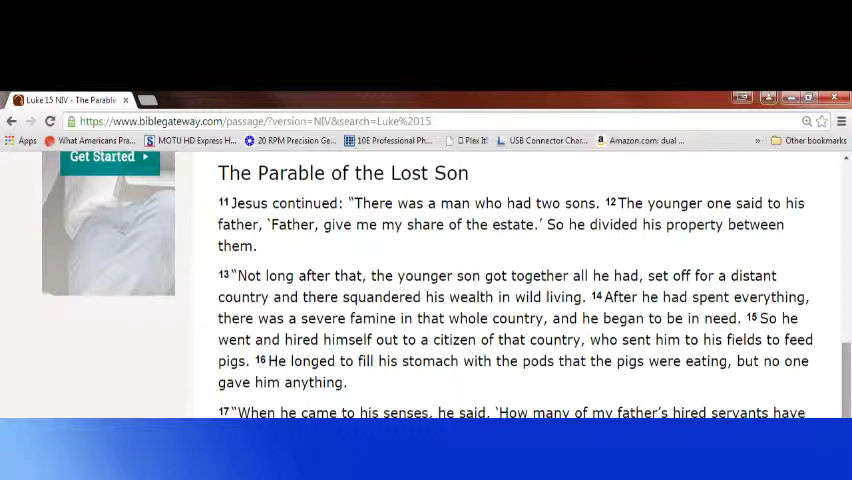 Luke 15 NIV - The Parable
https://www.biblegateway.com/passage/?version=NIV&search=Luke%2015
Apps What Americans Pra... MOTU HD Express H... 20 RPM Precision Ge... 10E Professional Ph... Plex It! USB Connector Char... Amazon.com: dual ... » Other bookmarks
Get Started
The Parable of the Lost Son
11 Jesus continued: “There was a man who had two sons. 12 The younger one said to his
father, ‘Father, give me my share of the estate.’ So he divided his property between
them.
13 “Not long after that, the younger son got together all he had, set off for a distant
country and there squandered his wealth in wild living. 14 After he had spent everything,
there was a severe famine in that whole country, and he began to be in need. 15 So he
went and hired himself out to a citizen of that country, who sent him to his fields to feed
pigs. 16 He longed to fill his stomach with the pods that the pigs were eating, but no one
gave him anything.
17 “When he came to his senses, he said, ‘How many of my father’s hired servants have